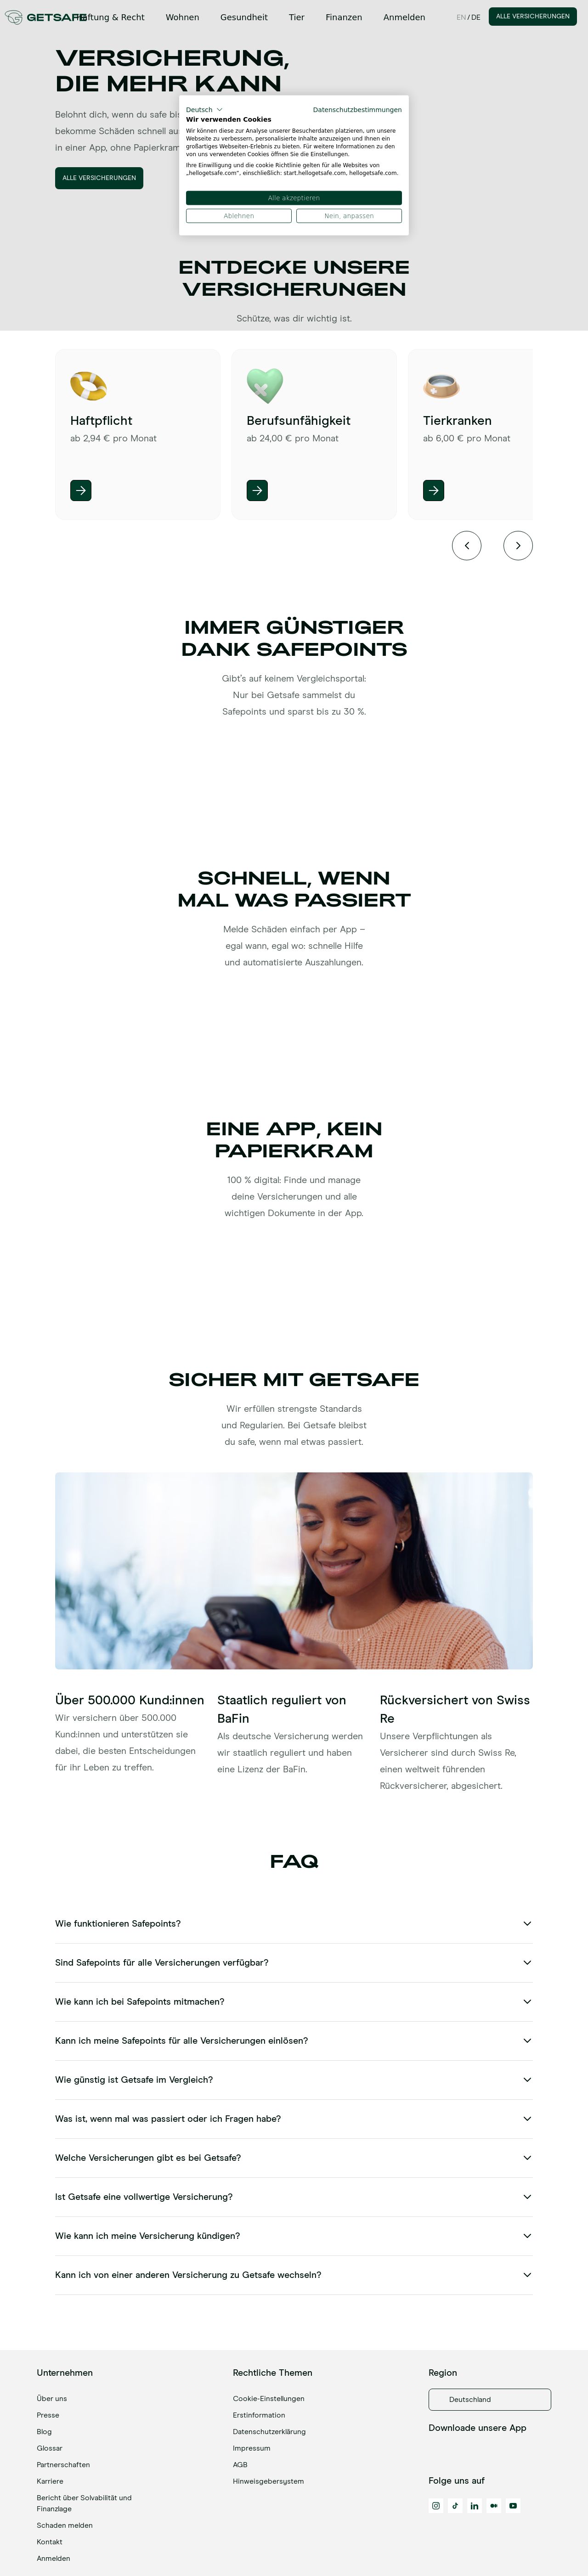 GETSAFE
Haftung & Recht
Wohnen
Gesundheit
Tier
Finanzen
Anmelden
EN / DE
ALLE VERSICHERUNGEN
VERSICHERUNG,
DIE MEHR KANN
Belohnt dich, wenn du safe bis
bekomme Schäden schnell au
in einer App, ohne Papierkram
ALLE VERSICHERUNGEN
Deutsch
Datenschutzbestimmungen
Wir verwenden Cookies
Wir können diese zur Analyse unserer Besucherdaten platzieren, um unsere
Webseite zu verbessern, personalisierte Inhalte anzuzeigen und Ihnen ein
großartiges Webseiten-Erlebnis zu bieten. Für weitere Informationen zu den
von uns verwendeten Cookies öffnen Sie die Einstellungen.
Ihre Einwilligung und die cookie Richtlinie gelten für alle Websites von
„hellogetsafe.com“, einschließlich: start.hellogetsafe.com, hellogetsafe.com.
Alle akzeptieren
Ablehnen
Nein, anpassen
ENTDECKE UNSERE
VERSICHERUNGEN
Schütze, was dir wichtig ist.
Haftpflicht
ab 2,94 € pro Monat
Berufsunfähigkeit
ab 24,00 € pro Monat
Tierkranken
ab 6,00 € pro Monat
IMMER GÜNSTIGER
DANK SAFEPOINTS
Gibt’s auf keinem Vergleichsportal:
Nur bei Getsafe sammelst du
Safepoints und sparst bis zu 30 %.
SCHNELL, WENN
MAL WAS PASSIERT
Melde Schäden einfach per App –
egal wann, egal wo: schnelle Hilfe
und automatisierte Auszahlungen.
EINE APP, KEIN
PAPIERKRAM
100 % digital: Finde und manage
deine Versicherungen und alle
wichtigen Dokumente in der App.
SICHER MIT GETSAFE
Wir erfüllen strengste Standards
und Regularien. Bei Getsafe bleibst
du safe, wenn mal etwas passiert.
Über 500.000 Kund:innen
Wir versichern über 500.000
Kund:innen und unterstützen sie
dabei, die besten Entscheidungen
für ihr Leben zu treffen.
Staatlich reguliert von
BaFin
Als deutsche Versicherung werden
wir staatlich reguliert und haben
eine Lizenz der BaFin.
Rückversichert von Swiss
Re
Unsere Verpflichtungen als
Versicherer sind durch Swiss Re,
einen weltweit führenden
Rückversicherer, abgesichert.
FAQ
Wie funktionieren Safepoints?
Sind Safepoints für alle Versicherungen verfügbar?
Wie kann ich bei Safepoints mitmachen?
Kann ich meine Safepoints für alle Versicherungen einlösen?
Wie günstig ist Getsafe im Vergleich?
Was ist, wenn mal was passiert oder ich Fragen habe?
Welche Versicherungen gibt es bei Getsafe?
Ist Getsafe eine vollwertige Versicherung?
Wie kann ich meine Versicherung kündigen?
Kann ich von einer anderen Versicherung zu Getsafe wechseln?
Unternehmen
Über uns
Presse
Blog
Glossar
Partnerschaften
Karriere
Bericht über Solvabilität und
Finanzlage
Schaden melden
Kontakt
Anmelden
Rechtliche Themen
Cookie-Einstellungen
Erstinformation
Datenschutzerklärung
Impressum
AGB
Hinweisgebersystem
Region
Deutschland
Downloade unsere App
Folge uns auf